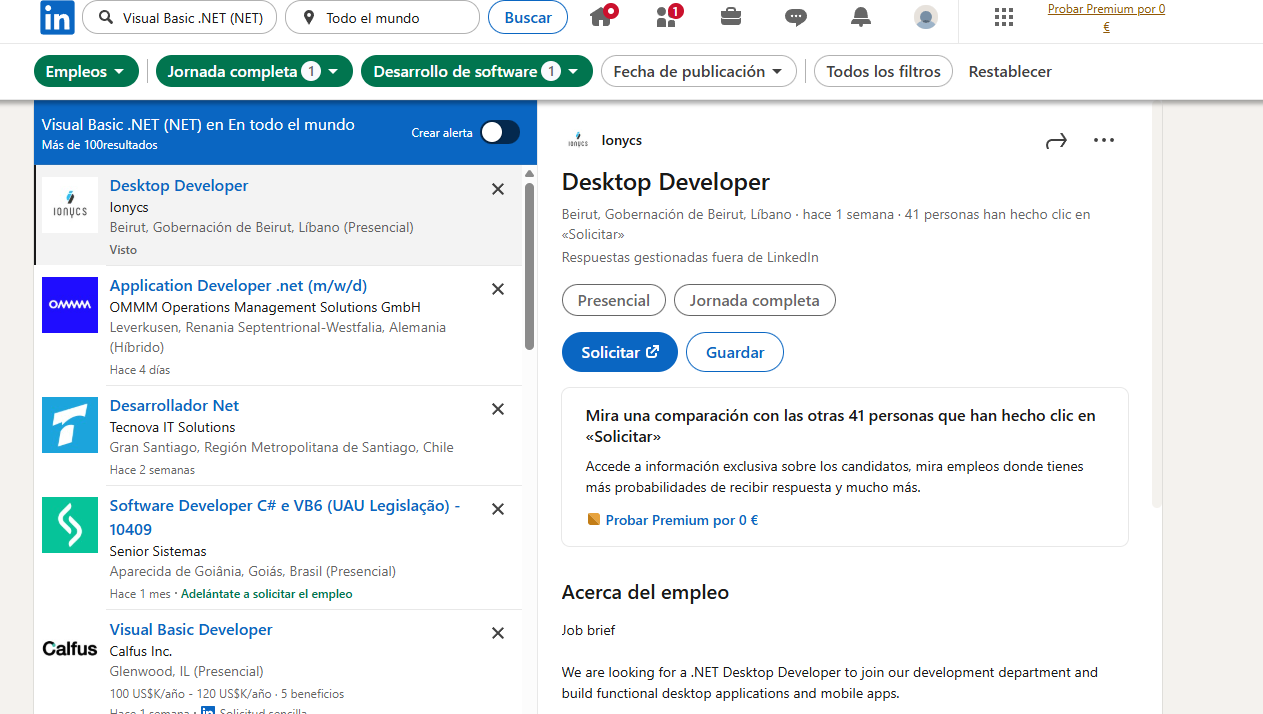 in
Visual Basic .NET (NET)
Todo el mundo
Buscar
1
Probar Premium por 0
€
Empleos
Jornada completa 1
Desarrollo de software 1
Fecha de publicación
Todos los filtros
Restablecer
Visual Basic .NET (NET) en En todo el mundo
Más de 100resultados
Crear alerta
IONYCS
Desktop Developer
Ionycs
Beirut, Gobernación de Beirut, Líbano (Presencial)
Visto
OMMM
Application Developer .net (m/w/d)
OMMM Operations Management Solutions GmbH
Leverkusen, Renania Septentrional-Westfalia, Alemania
(Híbrido)
Hace 4 días
Desarrollador Net
Tecnova IT Solutions
Gran Santiago, Región Metropolitana de Santiago, Chile
Hace 2 semanas
Software Developer C# e VB6 (UAU Legislação) -
10409
Senior Sistemas
Aparecida de Goiânia, Goiás, Brasil (Presencial)
Hace 1 mes · Adelántate a solicitar el empleo
Calfus
Visual Basic Developer
Calfus Inc.
Glenwood, IL (Presencial)
100 US$K/año - 120 US$K/año · 5 beneficios
Hace 1 semana · in Solicitud sencilla
IONYCS
Ionycs
Desktop Developer
Beirut, Gobernación de Beirut, Líbano · hace 1 semana · 41 personas han hecho clic en
«Solicitar»
Respuestas gestionadas fuera de LinkedIn
Presencial
Jornada completa
Solicitar
Guardar
Mira una comparación con las otras 41 personas que han hecho clic en
«Solicitar»
Accede a información exclusiva sobre los candidatos, mira empleos donde tienes
más probabilidades de recibir respuesta y mucho más.
Probar Premium por 0 €
Acerca del empleo
Job brief
We are looking for a .NET Desktop Developer to join our development department and
build functional desktop applications and mobile apps.